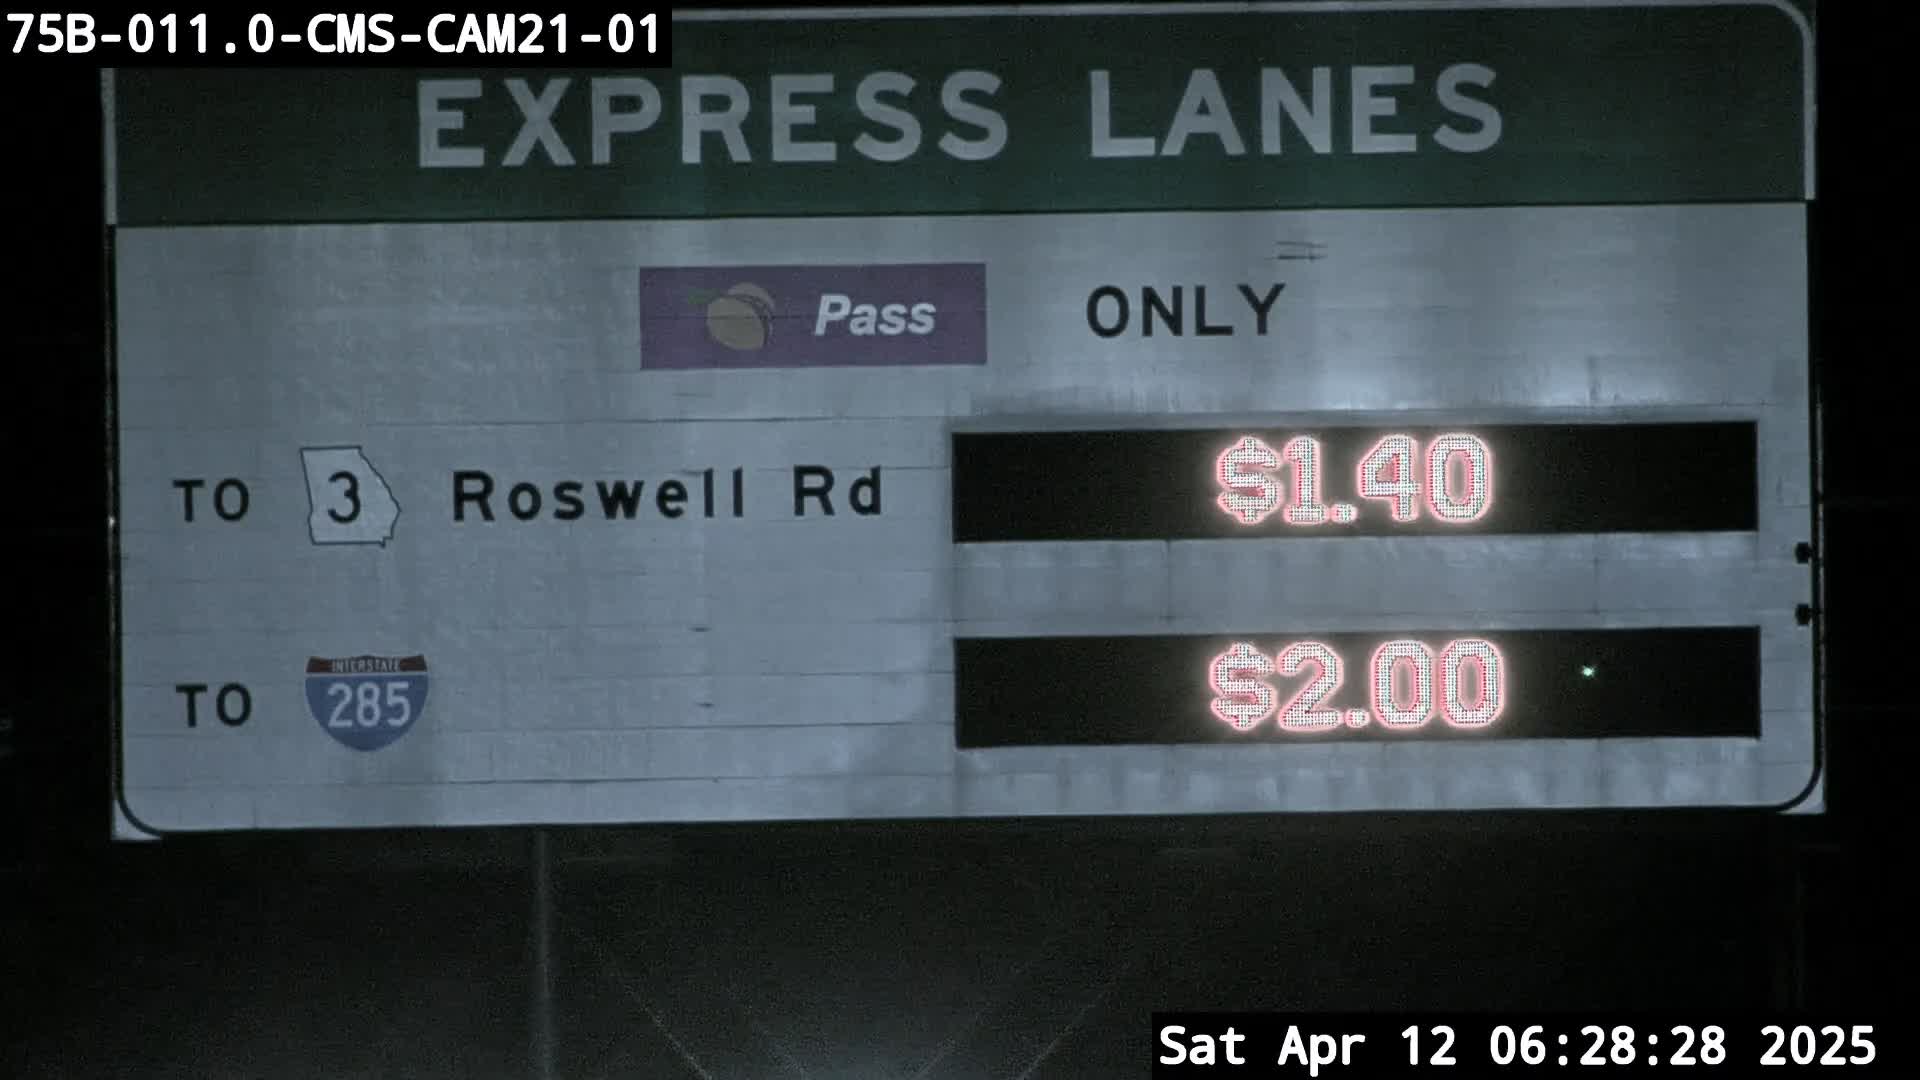 75B-011.0-CMS-CAM21-01
EXPRESS LANES
Pass ONLY
TO 3 Roswell Rd $1.40
INTERSTATE
TO 285 $2.00
Sat Apr 12 06:28:28 2025